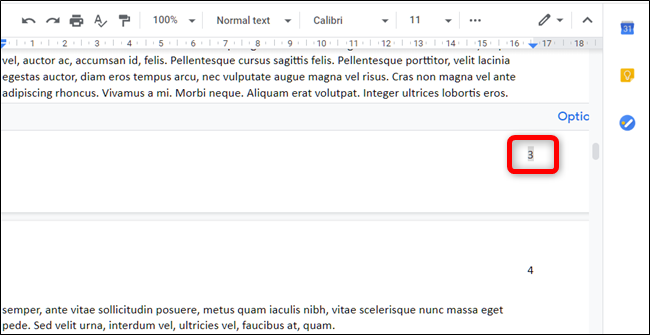 100% Normal text Calibri 11
1 2 3 4 5 6 7 8 9 10 11 12 13 14 15 16 17 18
vel, auctor ac, accumsan id, felis. Pellentesque cursus sagittis felis. Pellentesque porttitor, velit lacinia
egestas auctor, diam eros tempus arcu, nec vulputate augue magna vel risus. Cras non magna vel ante
adipiscing rhoncus. Vivamus a mi. Morbi neque. Aliquam erat volutpat. Integer ultrices lobortis eros.
Optio
3
4
semper, ante vitae sollicitudin posuere, metus quam iaculis nibh, vitae scelerisque nunc massa eget
pede. Sed velit urna, interdum vel, ultricies vel, faucibus at, quam.
31